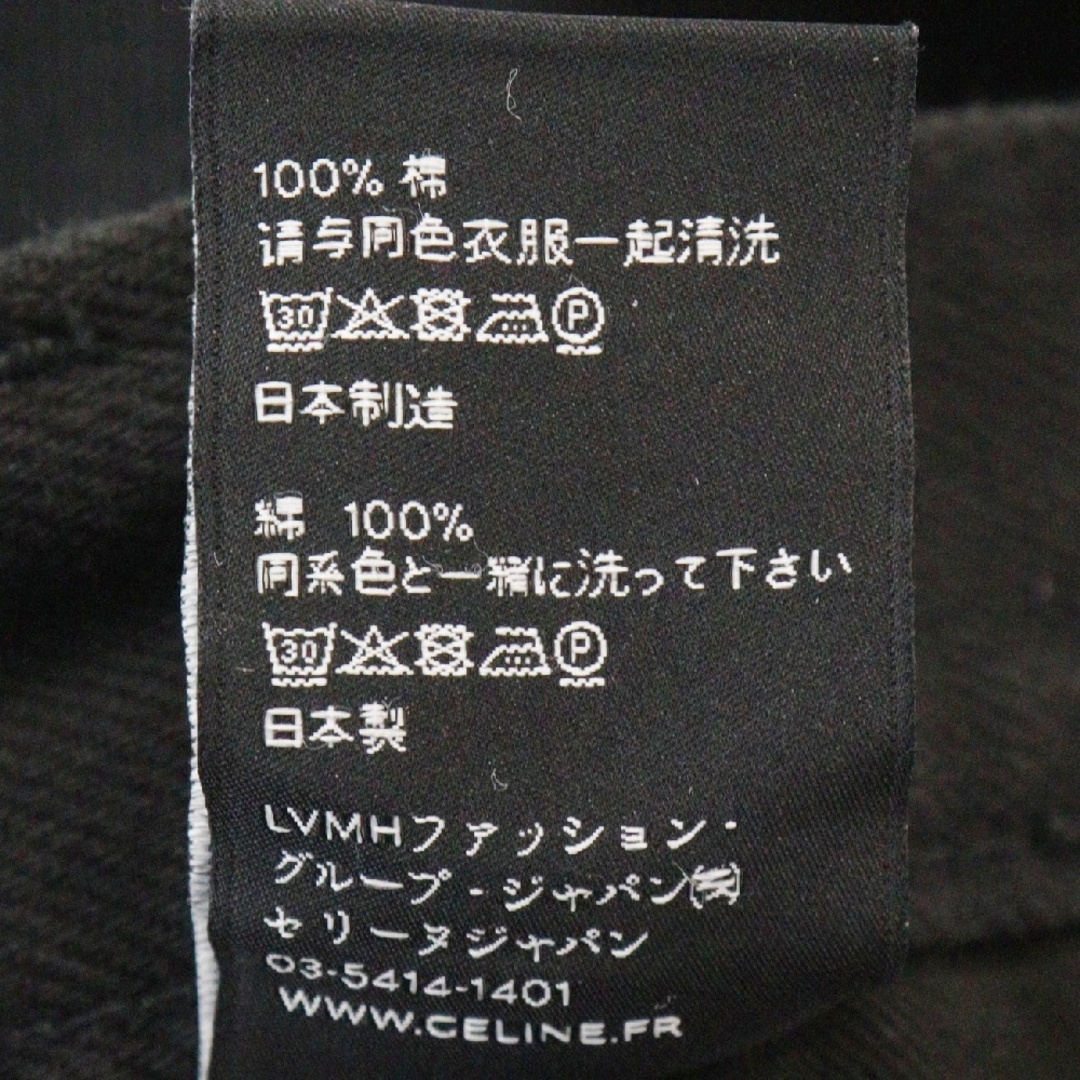 100% 棉
请与同色衣服一起清洗
30 P
日本制造
綿 100%
同系色と一緒に洗って下さい
30 P
日本製
LVMHファッション・
グループ・ジャパン㈱
セリーヌジャパン
03-5414-1401
WWW.CELINE.FR